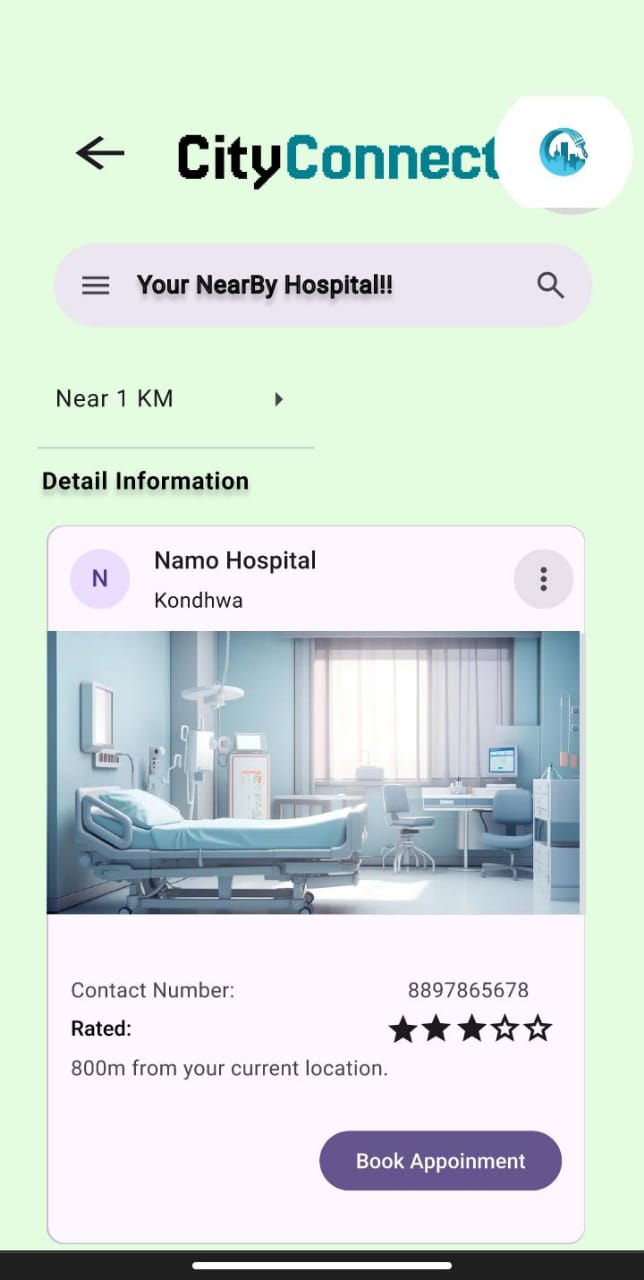 CityConnect
Your NearBy Hospital!!
Near 1 KM
Detail Information
N
Namo Hospital
Kondhwa
Contact Number: 8897865678
Rated:
800m from your current location.
Book Appoinment